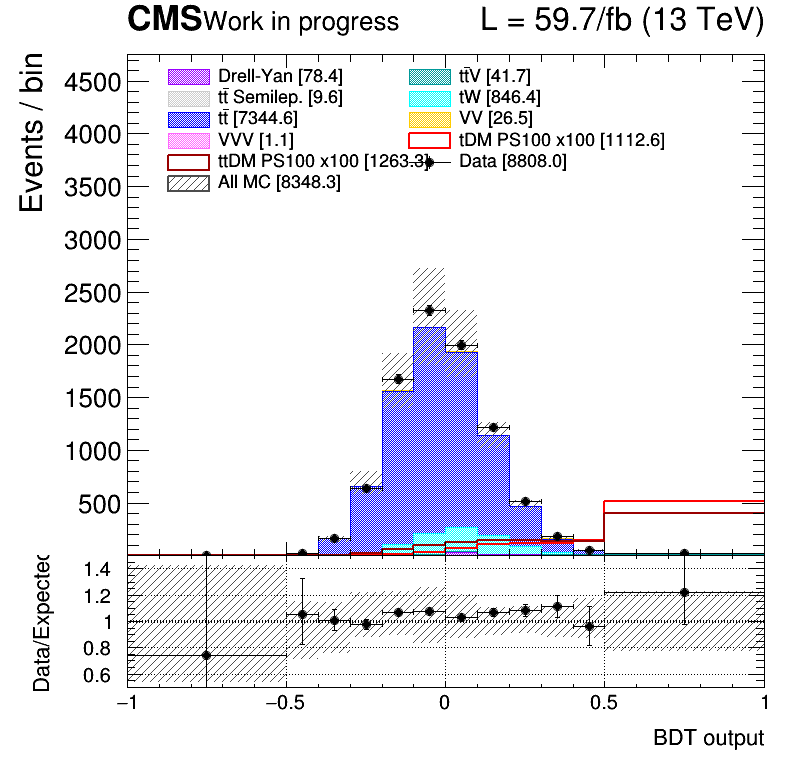 CMS Work in progress L = 59.7/fb (13 TeV)
Events / bin
4500
4000
3500
3000
2500
2000
1500
1000
500
Drell-Yan [78.4]
tt̄V [41.7]
tt̄ Semilep. [9.6]
tW [846.4]
tt̄ [7344.6]
VV [26.5]
VVV [1.1]
tDM PS100 x100 [1112.6]
ttDM PS100 x100 [1263.3]
Data [8808.0]
All MC [8348.3]
Data/Expected
1.4
1.2
1
0.8
0.6
−1 −0.5 0 0.5 1
BDT output